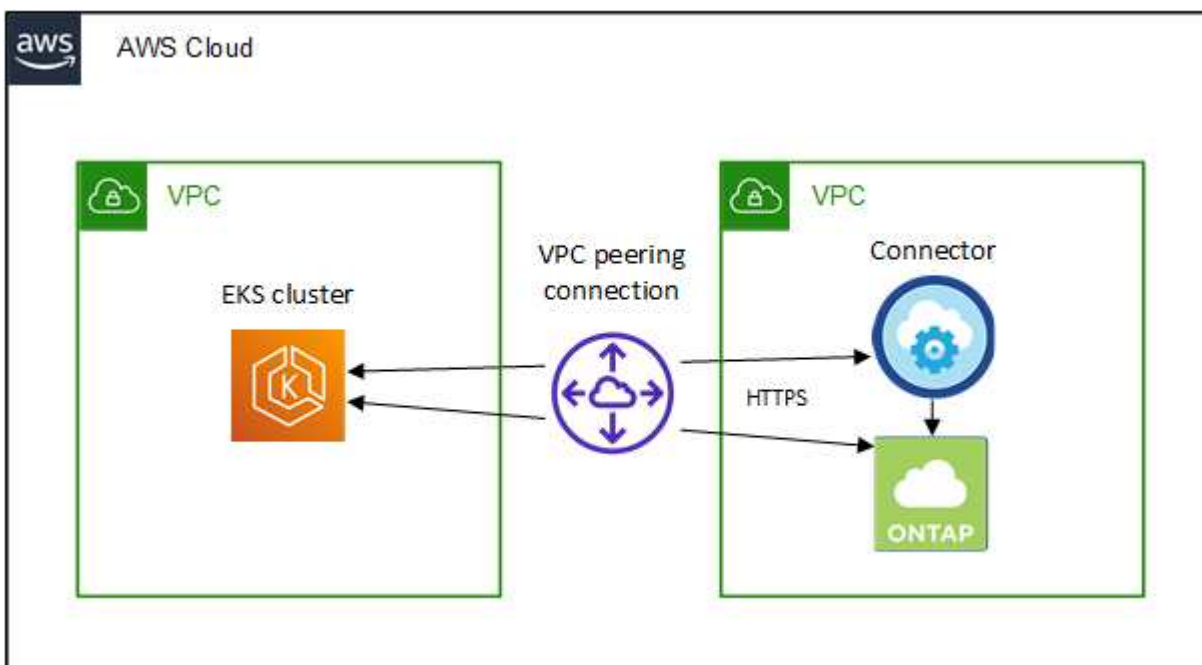 aws
AWS Cloud
VPC
VPC
Connector
VPC peering
connection
EKS cluster
K
HTTPS
ONTAP